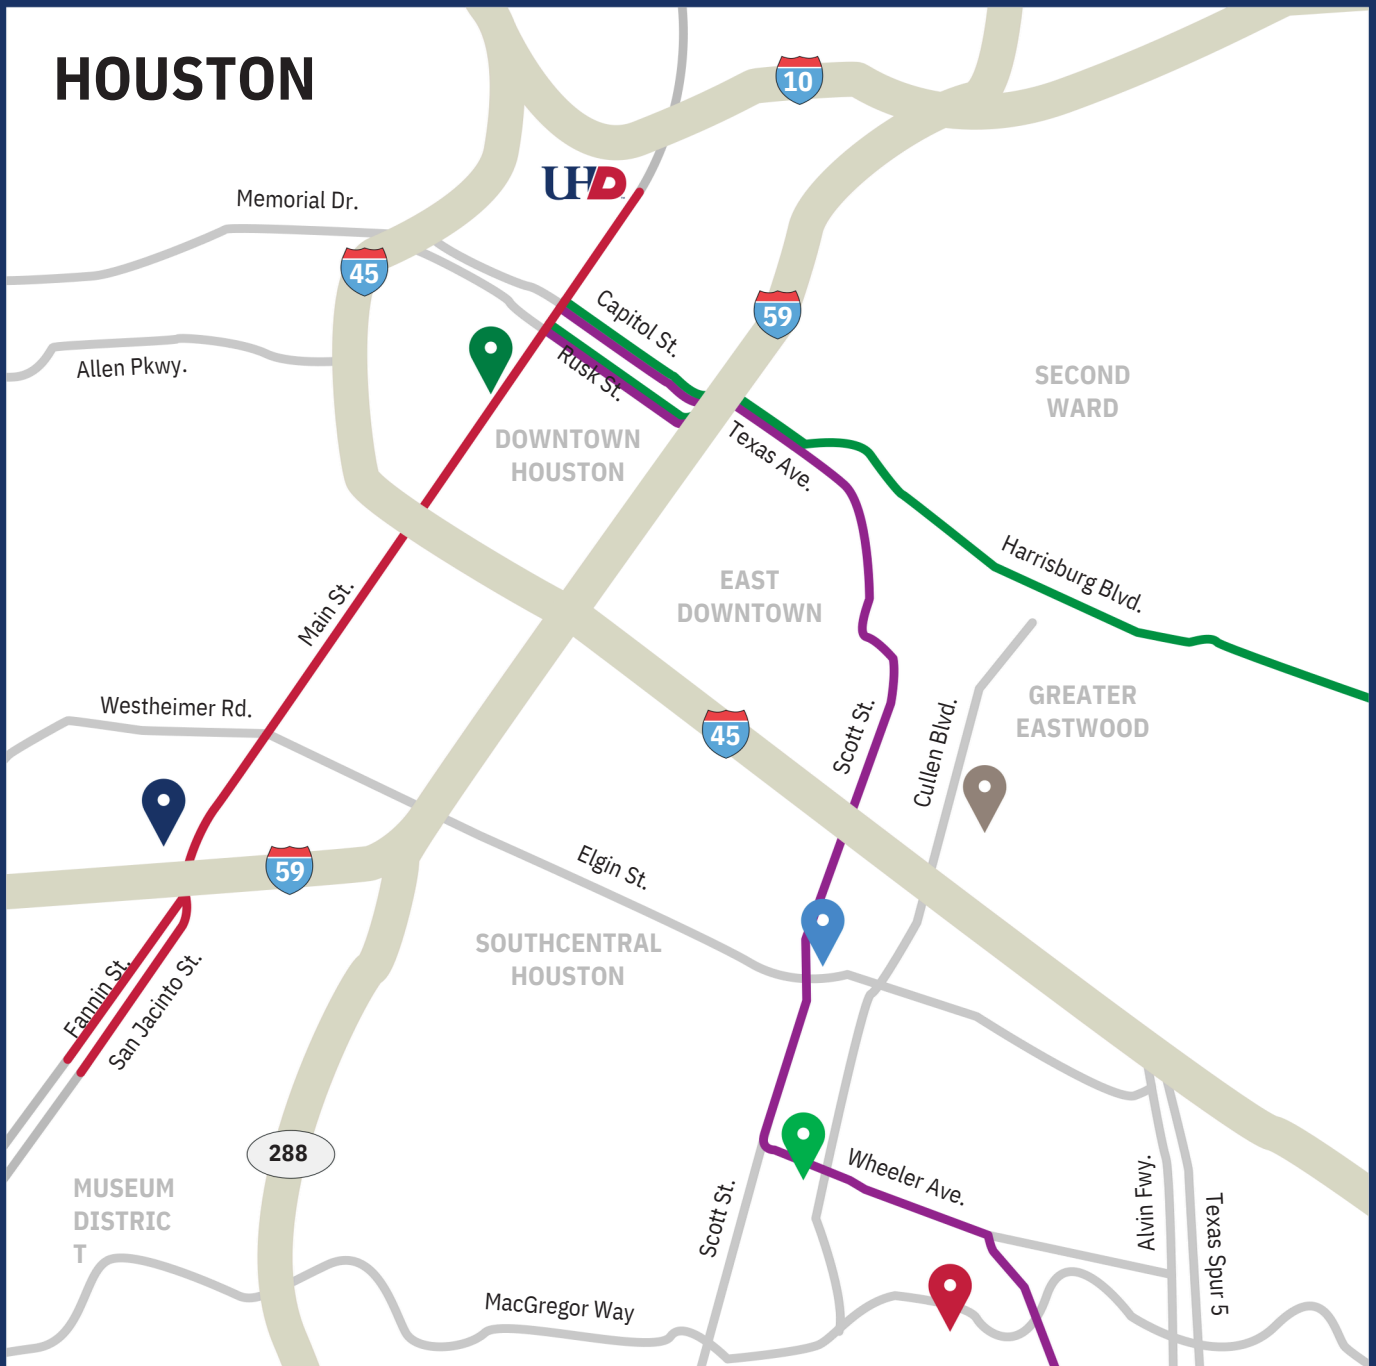 HOUSTON
10
UHD
Memorial Dr.
45
Capitol St.
59
Allen Pkwy.
Rusk St.
SECOND
WARD
DOWNTOWN
HOUSTON
Texas Ave.
Harrisburg Blvd.
EAST
DOWNTOWN
Main St.
Westheimer Rd.
GREATER
EASTWOOD
45
Scott St.
Cullen Blvd.
59
Elgin St.
SOUTHCENTRAL
HOUSTON
Fannin St.
San Jacinto St.
288
Wheeler Ave.
MUSEUM
DISTRIC
T
Scott St.
Alvin Fwy.
Texas Spur 5
MacGregor Way